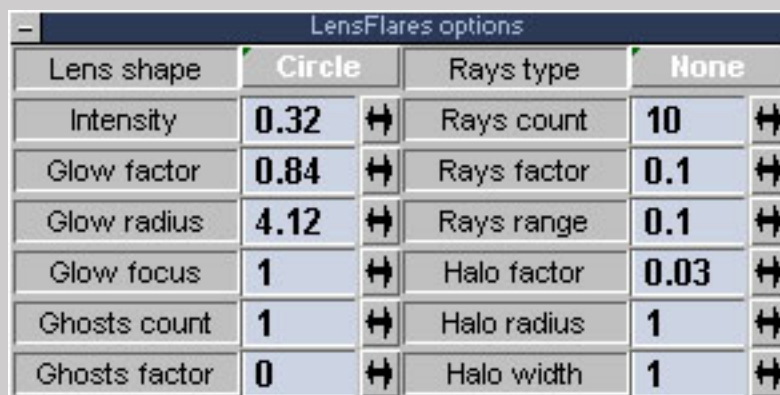 LensFlares options
Lens shape Circle Rays type None
Intensity 0.32 Rays count 10
Glow factor 0.84 Rays factor 0.1
Glow radius 4.12 Rays range 0.1
Glow focus 1 Halo factor 0.03
Ghosts count 1 Halo radius 1
Ghosts factor 0 Halo width 1